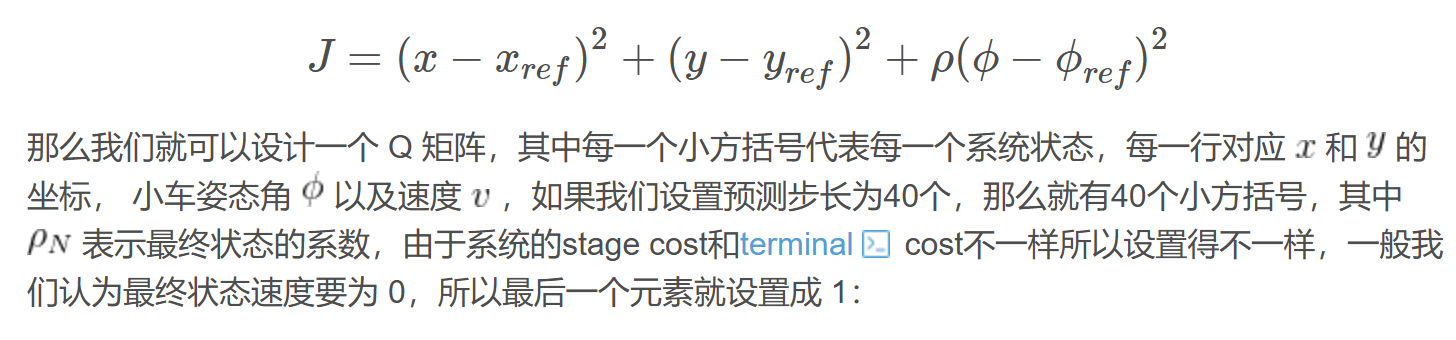 J = (x − x_{ref})^2 + (y − y_{ref})^2 + ρ(ϕ − ϕ_{ref})^2
那么我们就可以设计一个 Q 矩阵，其中每一个小方括号代表每一个系统状态，每一行对应 x 和 y 的
坐标， 小车姿态角 ϕ 以及速度 v ，如果我们设置预测步长为40个，那么就有40个小方括号，其中
ρ_N 表示最终状态的系数，由于系统的stage cost和terminal cost不一样所以设置得不一样，一般我
们认为最终状态速度要为 0，所以最后一个元素就设置成 1：